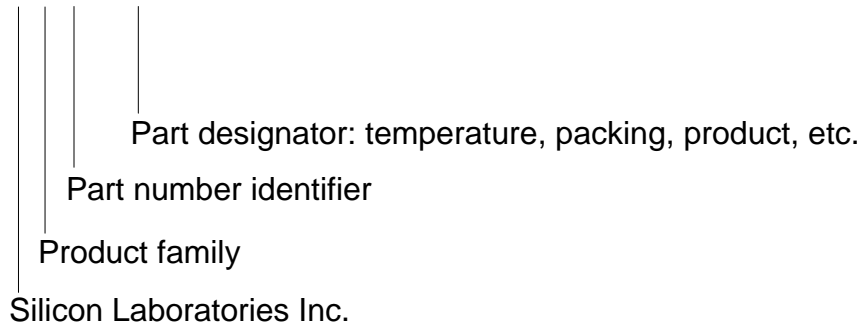 Part designator: temperature, packing, product, etc.
Part number identifier
Product family
Silicon Laboratories Inc.